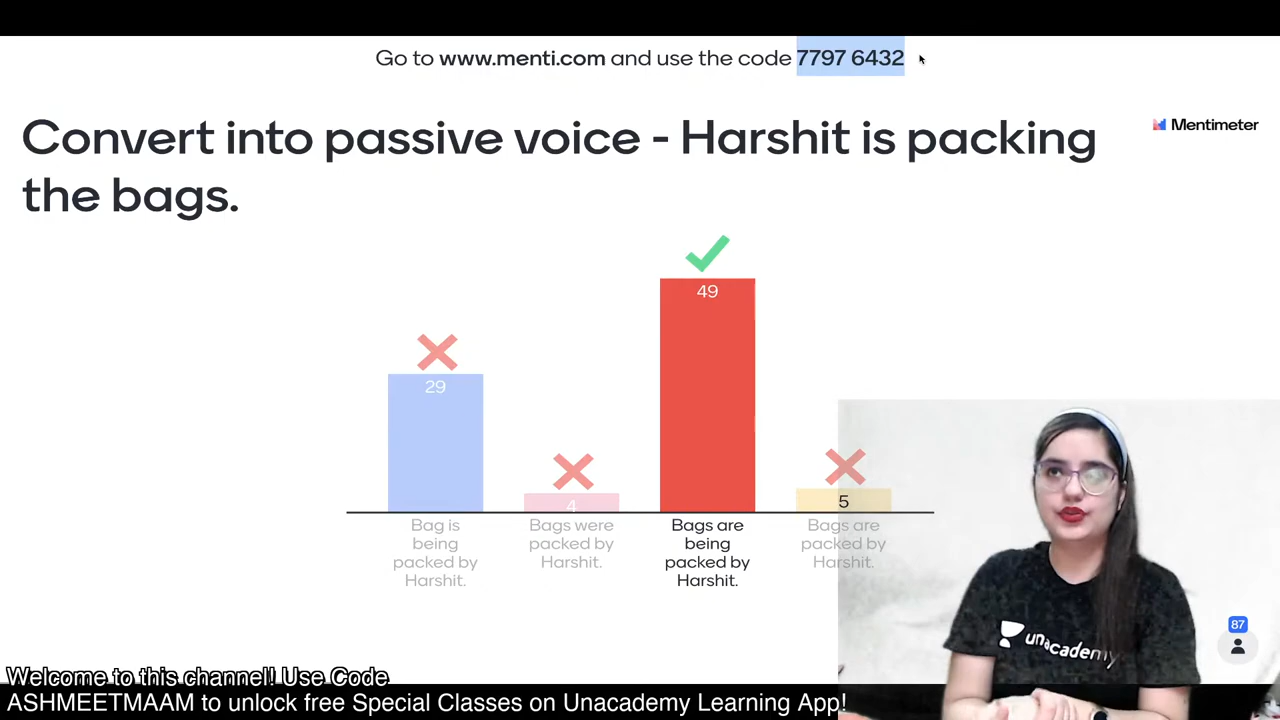 Go to www.menti.com and use the code 7797 6432
Mentimeter
Convert into passive voice - Harshit is packing
the bags.
49
29
4
5
Bag is
being
packed by
Harshit.
Bags were
packed by
Harshit.
Bags are
being
packed by
Harshit.
Bags are
packed by
Harshit.
unacademy
87
Welcome to this channel! Use Code
ASHMEETMAAM to unlock free Special Classes on Unacademy Learning App!